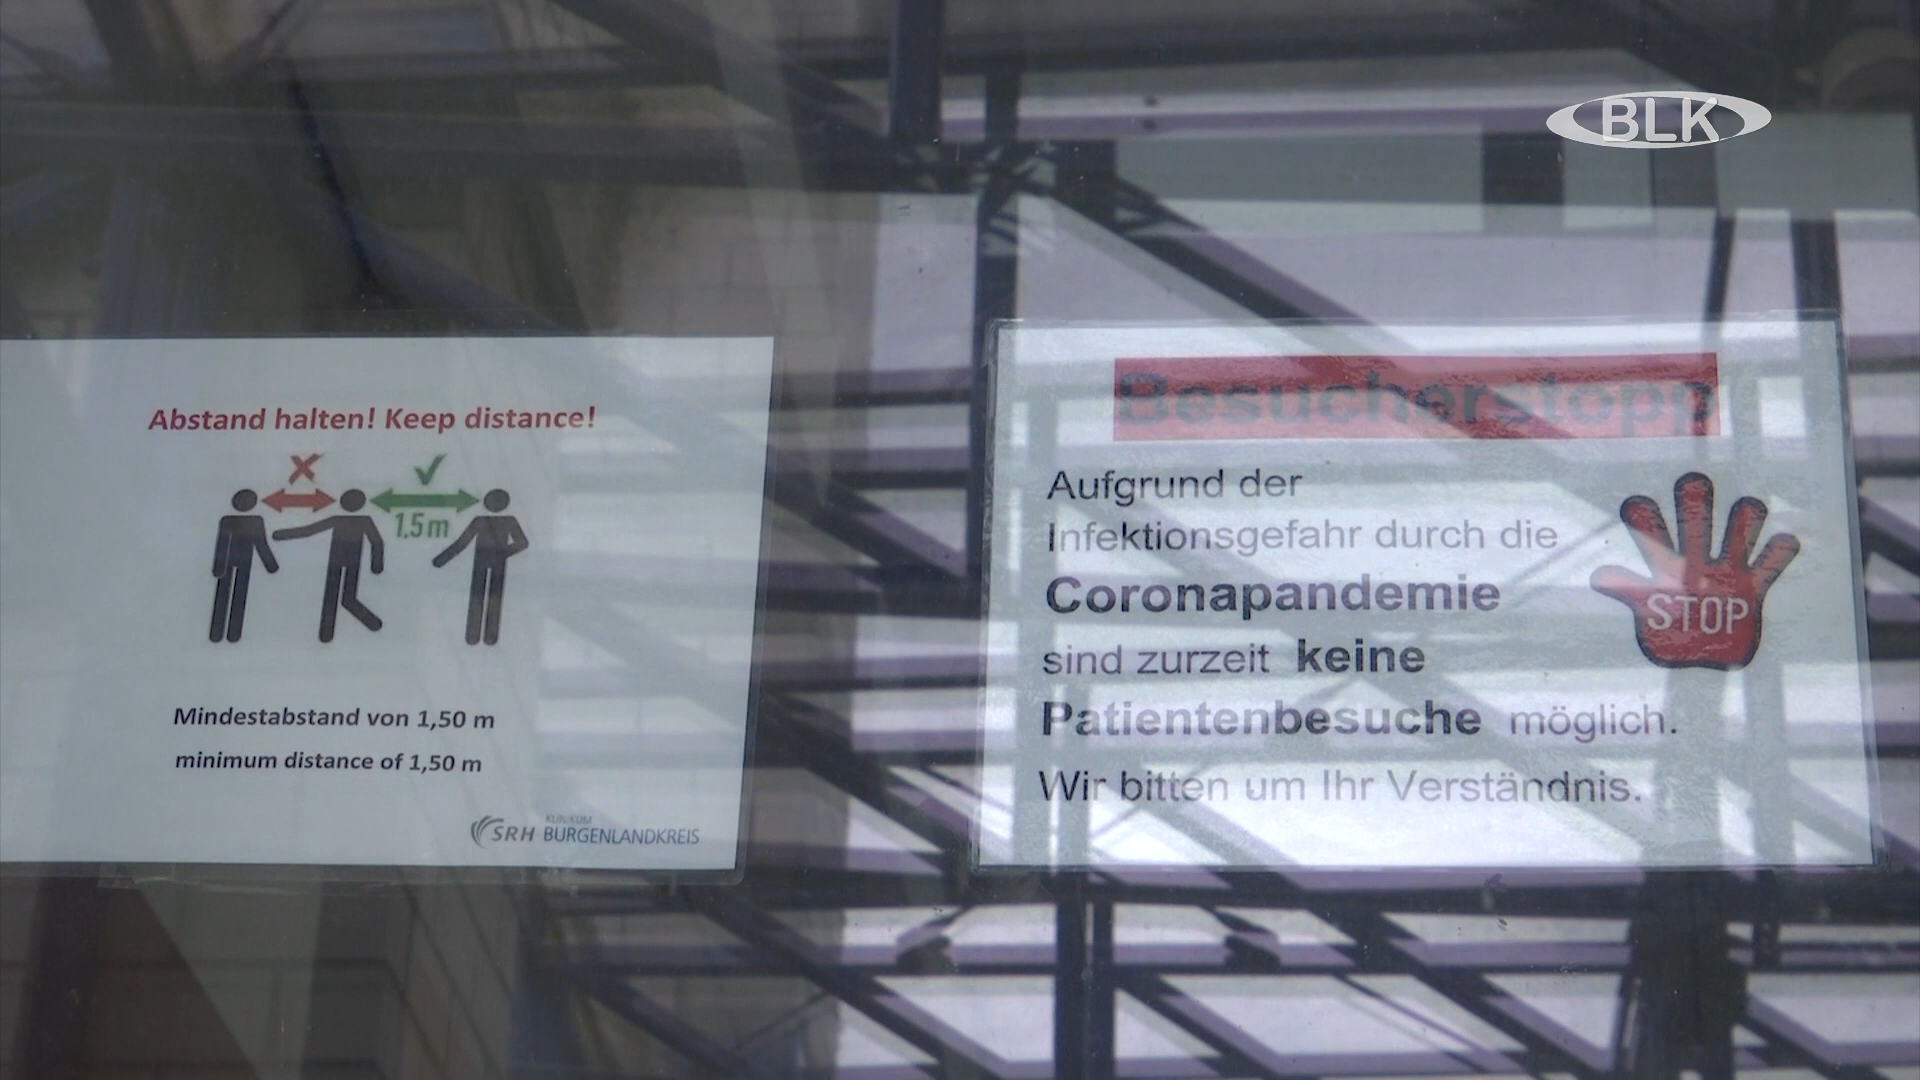 BLK
Abstand halten! Keep distance!
1,5 m
Mindestabstand von 1,50 m
minimum distance of 1,50 m
KLINIKUM
SRH BURGENLANDKREIS
Besucherstopp
Aufgrund der
Infektionsgefahr durch die
Coronapandemie
sind zurzeit keine
Patientenbesuche möglich.
Wir bitten um Ihr Verständnis.
STOP